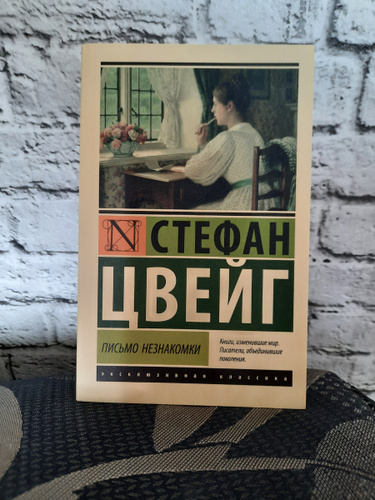 N
СТЕФАН
ЦВЕЙГ
ПИСЬМО НЕЗНАКОМКИ
Книги, изменившие мир.
Писатели, объединившие
поколения.
ЭКСКЛЮЗИВНАЯ КЛАССИКА